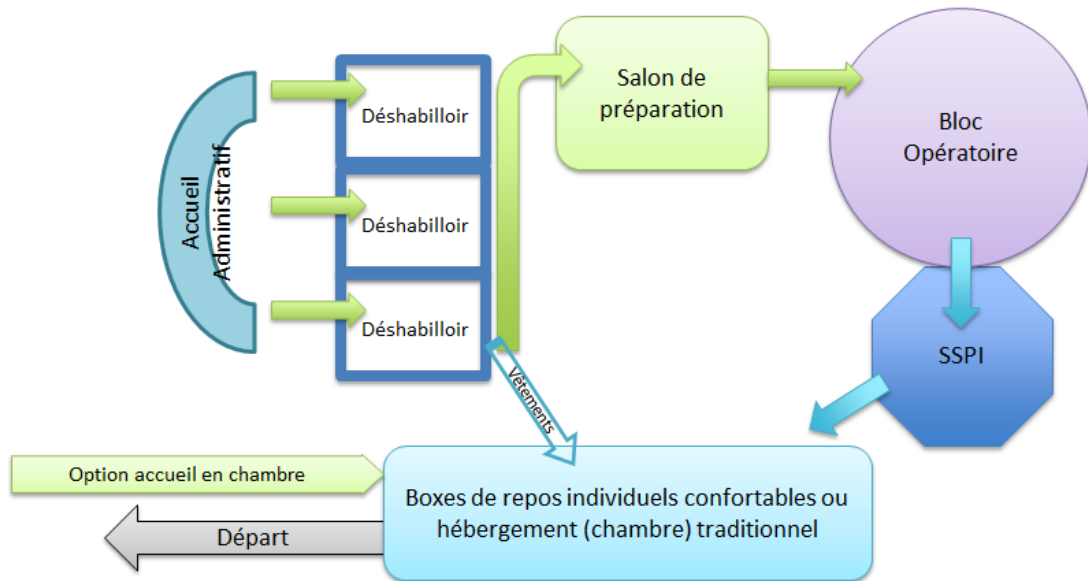 Accueil
Administratif
Déshabilloir
Déshabilloir
Déshabilloir
Salon de
préparation
Bloc
Opératoire
SSPI
Vêtements
Option accueil en chambre
Boxes de repos individuels confortables ou
hébergement (chambre) traditionnel
Départ